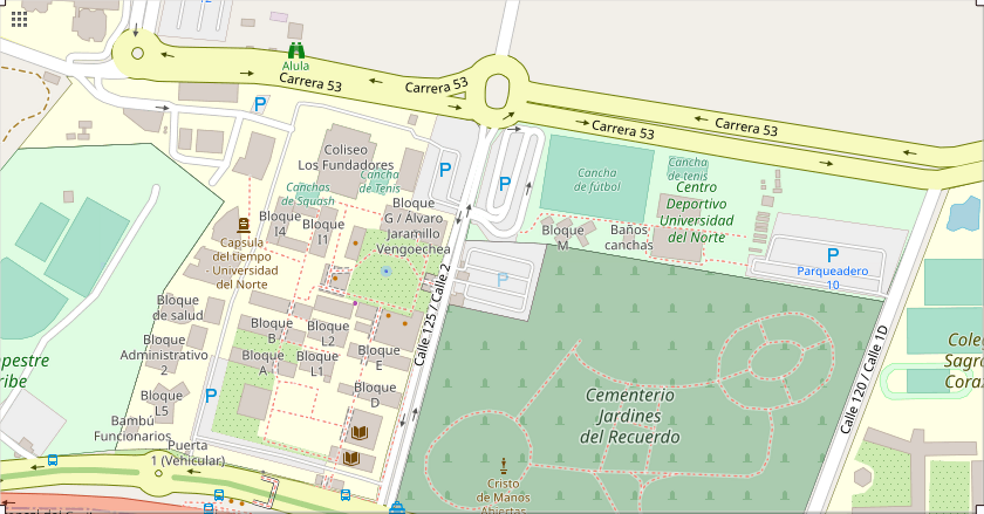 12
Alula
Carrera 53
Carrera 53
Carrera 53
Carrera 53
P
P
P
Coliseo
Los Fundadores
Cancha
de Tenis
Canchas
de Squash
Cancha
de fútbol
Cancha
de tenis
Centro
Deportivo
Universidad
del Norte
Bloque
G / Álvaro
Jaramillo
Vengoechea
Bloque
I4
Bloque
I1
Bloque
M
Baños
canchas
Capsula
del tiempo
- Universidad
del Norte
P
Parqueadero
10
P
Bloque
de salud
Bloque
B
Bloque
L2
Bloque
Administrativo
2
Bloque
A
Bloque
L1
Bloque
E
Calle 125 / Calle 2
Calle 120 / Calle 1D
pestre
ribe
Cole
Sagra
Coraz
P
Bloque
L5
Bloque
D
Cementerio
Jardines
del Recuerdo
Bambú
Funcionarios
Puerta
1 (Vehicular)
Cristo
de Manos
Abiertas